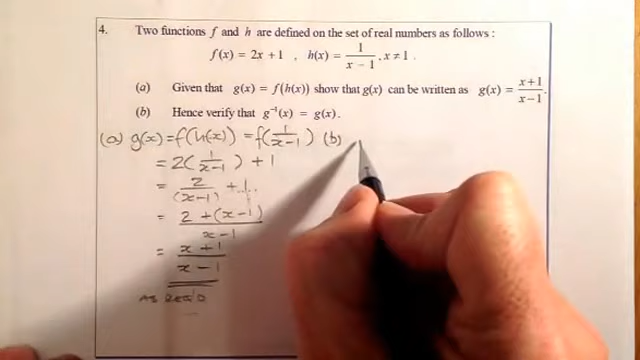 4. Two functions f and h are defined on the set of real numbers as follows :
f(x) = 2x + 1 , h(x) = 1/(x − 1), x ≠ 1 .
(a) Given that g(x) = f(h(x)) show that g(x) can be written as g(x) = (x+1)/(x−1).
(b) Hence verify that g⁻¹(x) = g(x).
(a) g(x) = f(h(x)) = f(1/(x−1)) (b)
= 2(1/(x−1)) + 1
= 2/(x−1) + 1
= (2 + (x−1))/(x−1)
= (x+1)/(x−1)
AS REQ'D